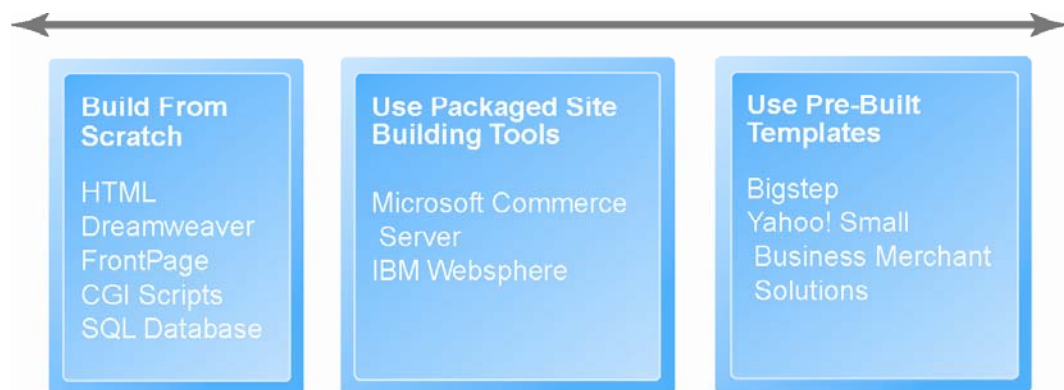 Build From
Scratch
HTML
Dreamweaver
FrontPage
CGI Scripts
SQL Database
Use Packaged Site
Building Tools
Microsoft Commerce
Server
IBM Websphere
Use Pre-Built
Templates
Bigstep
Yahoo! Small
Business Merchant
Solutions